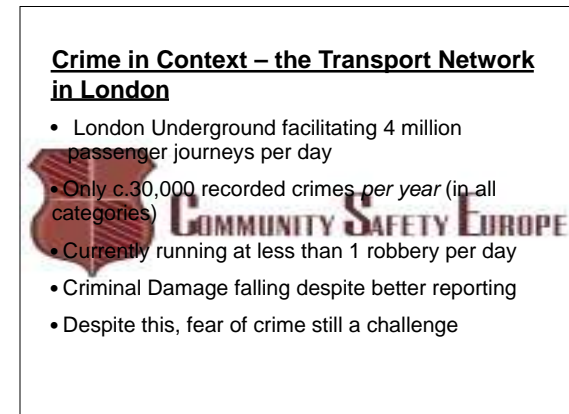 Crime in Context – the Transport Network
in London
• London Underground facilitating 4 million
passenger journeys per day
• Only c.30,000 recorded crimes per year (in all
categories)
COMMUNITY SAFETY EUROPE
• Currently running at less than 1 robbery per day
• Criminal Damage falling despite better reporting
• Despite this, fear of crime still a challenge